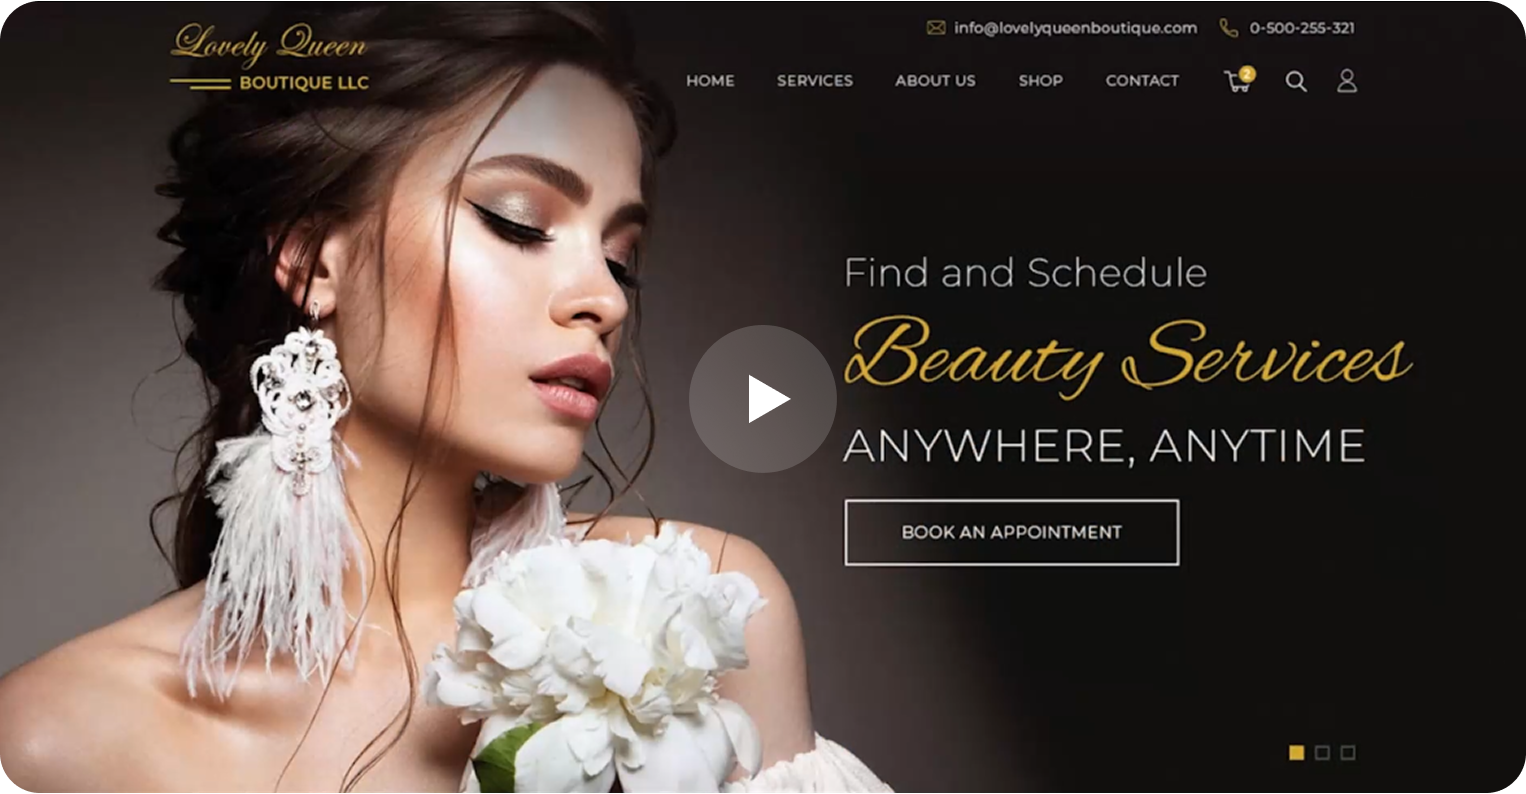 Lovely Queen
BOUTIQUE LLC
info@lovelyqueenboutique.com 0-500-255-321
HOME SERVICES ABOUT US SHOP CONTACT 2
Find and Schedule
Beauty Services
ANYWHERE, ANYTIME
BOOK AN APPOINTMENT